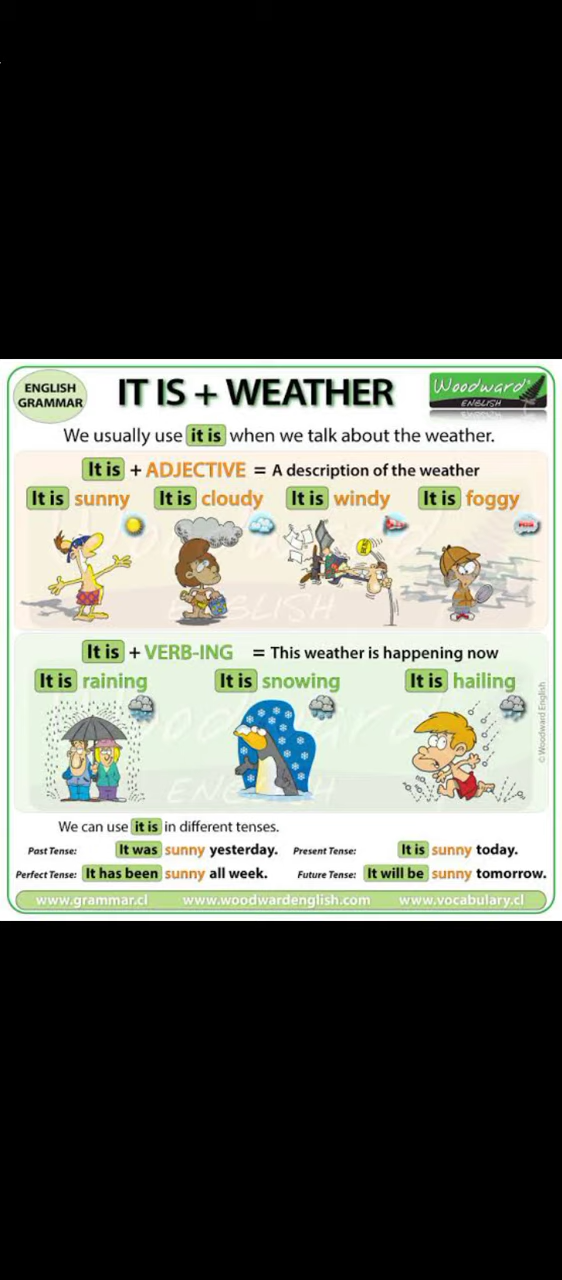 ENGLISH
GRAMMAR
IT IS + WEATHER
Woodward®
ENGLISH
We usually use it is when we talk about the weather.
It is + ADJECTIVE = A description of the weather
It is sunny It is cloudy It is windy It is foggy
It is + VERB-ING = This weather is happening now
It is raining It is snowing It is hailing
© Woodward English
We can use it is in different tenses.
Past Tense: It was sunny yesterday. Present Tense: It is sunny today.
Perfect Tense: It has been sunny all week. Future Tense: It will be sunny tomorrow.
www.grammar.cl www.woodwardenglish.com www.vocabulary.cl